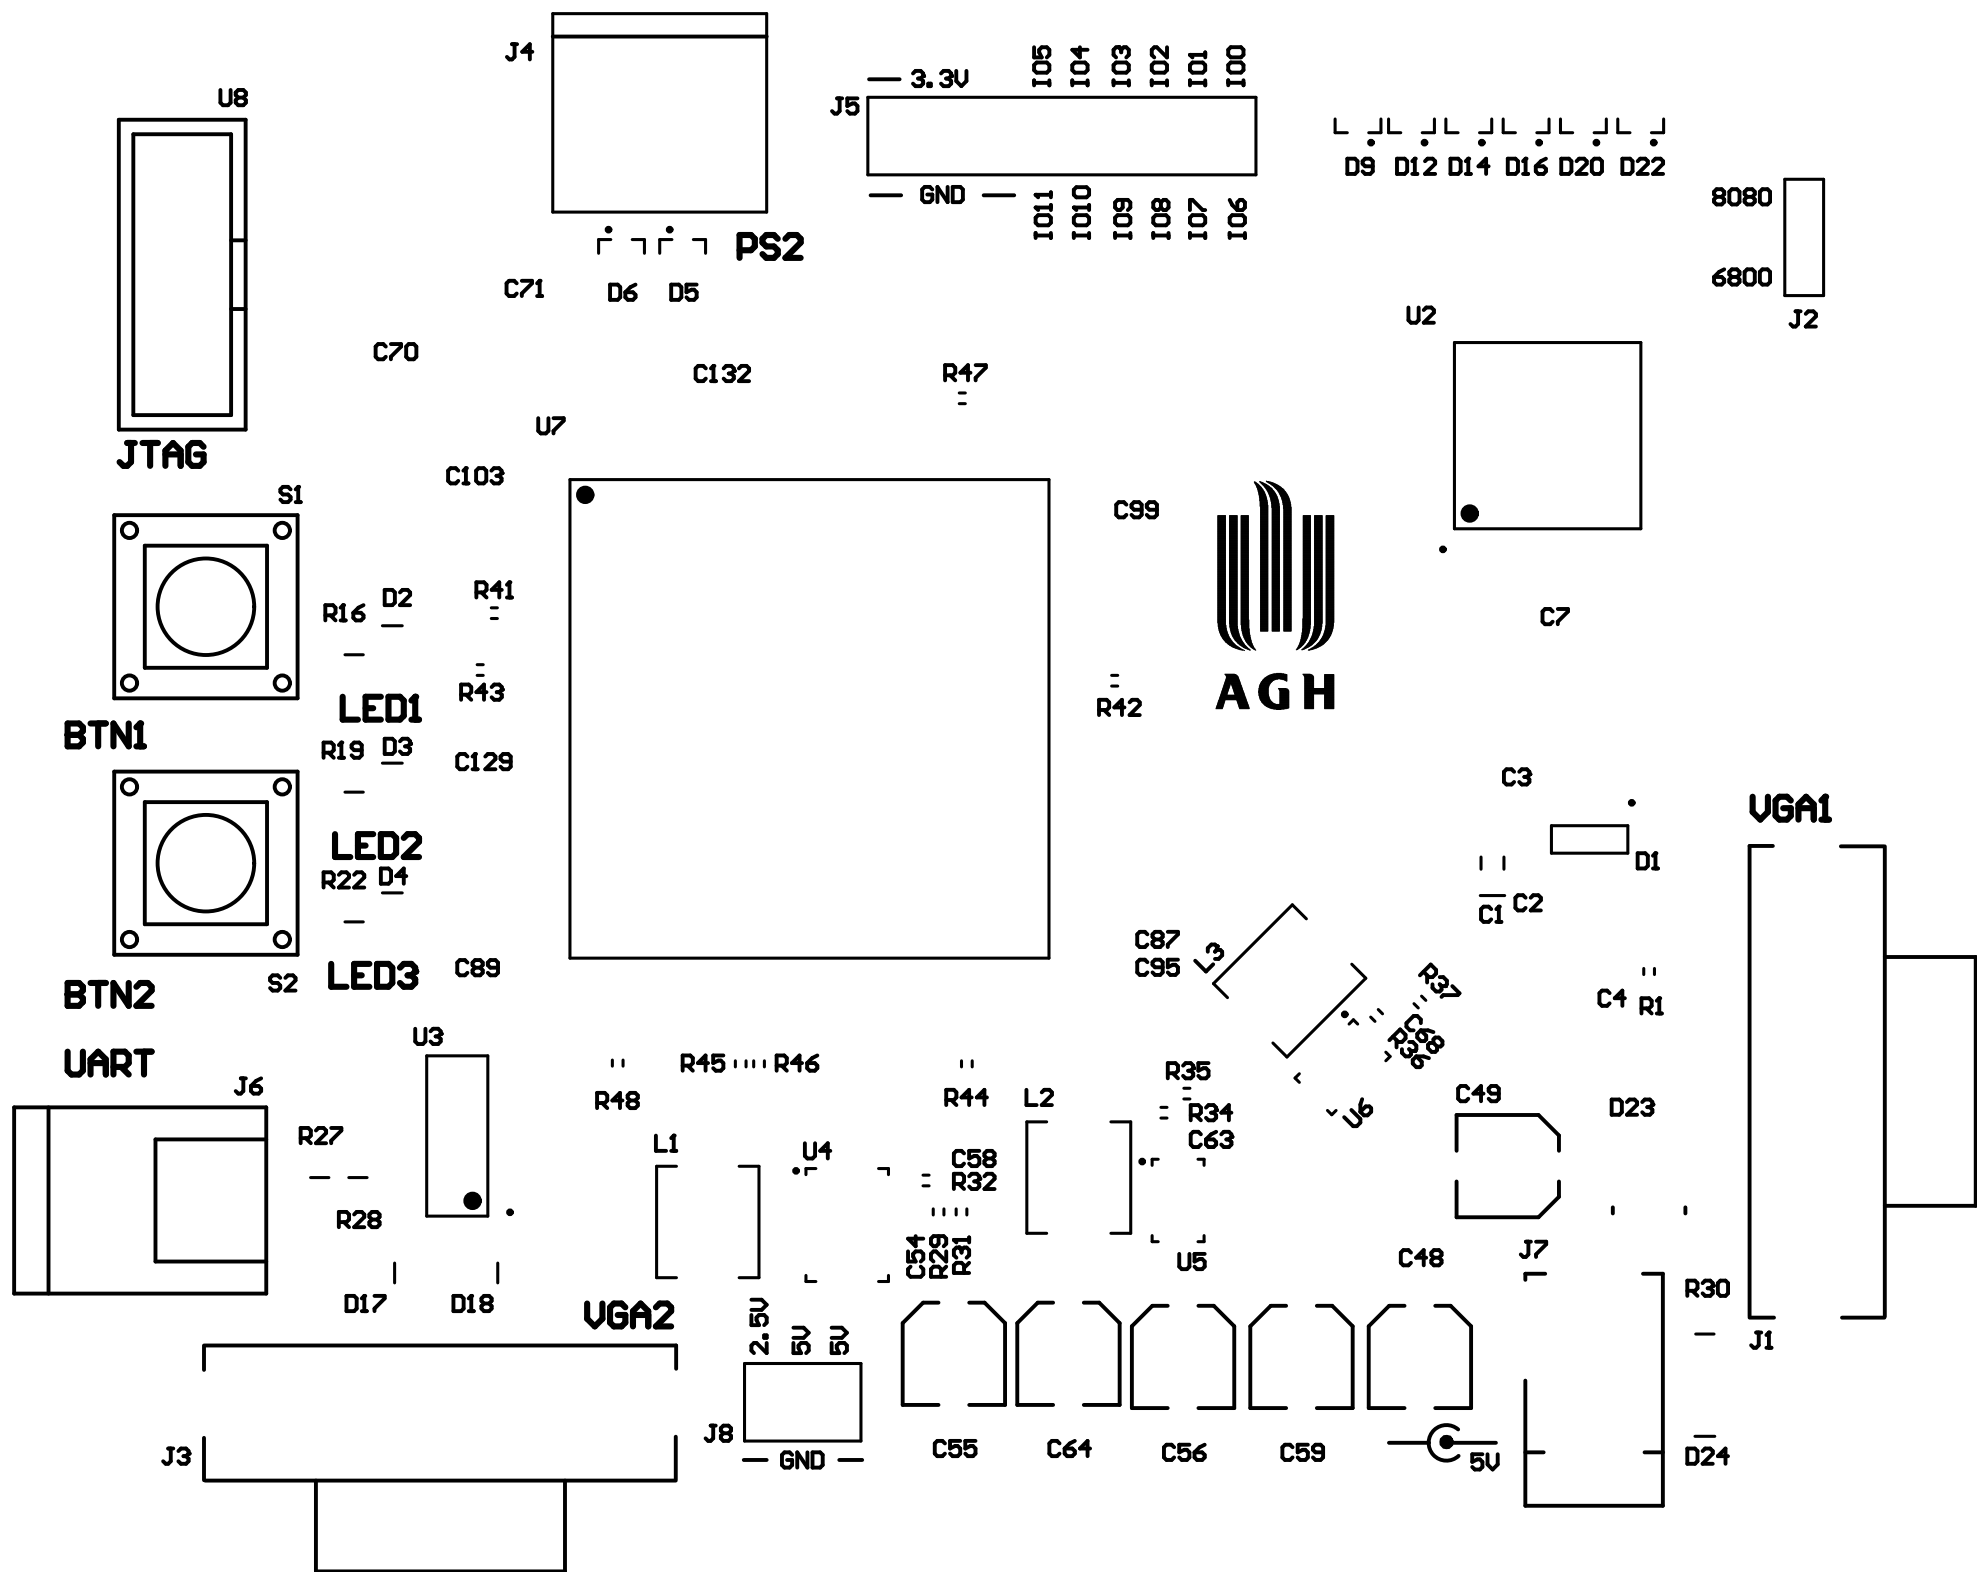 J4
IO5
IO4
IO3
IO2
IO1
IO0
3.3V
U8
J5
D9
D12
D14
D16
D20
D22
8080
GND
IO11
IO10
IO9
IO8
IO7
IO6
PS2
6800
C71
D6
D5
U2
J2
C70
C132
R47
U7
JTAG
C103
S1
C99
R41
D2
R16
C7
AGH
R43
LED1
R42
BTN1
R19
D3
C129
C3
VGA1
LED2
D1
R22
D4
C1
C2
C87
C95
L3
LED3
C89
S2
BTN2
R37
C4
R1
C68
R36
U3
UART
R45
R46
R35
J6
R48
R44
L2
C49
D23
R34
U6
R27
L1
U4
C63
C58
R32
R28
C54
R29
R31
J7
U5
C48
R30
D17
D18
VGA2
2.5V
5V
5V
J1
J8
J3
GND
C55
C64
C56
C59
5V
D24